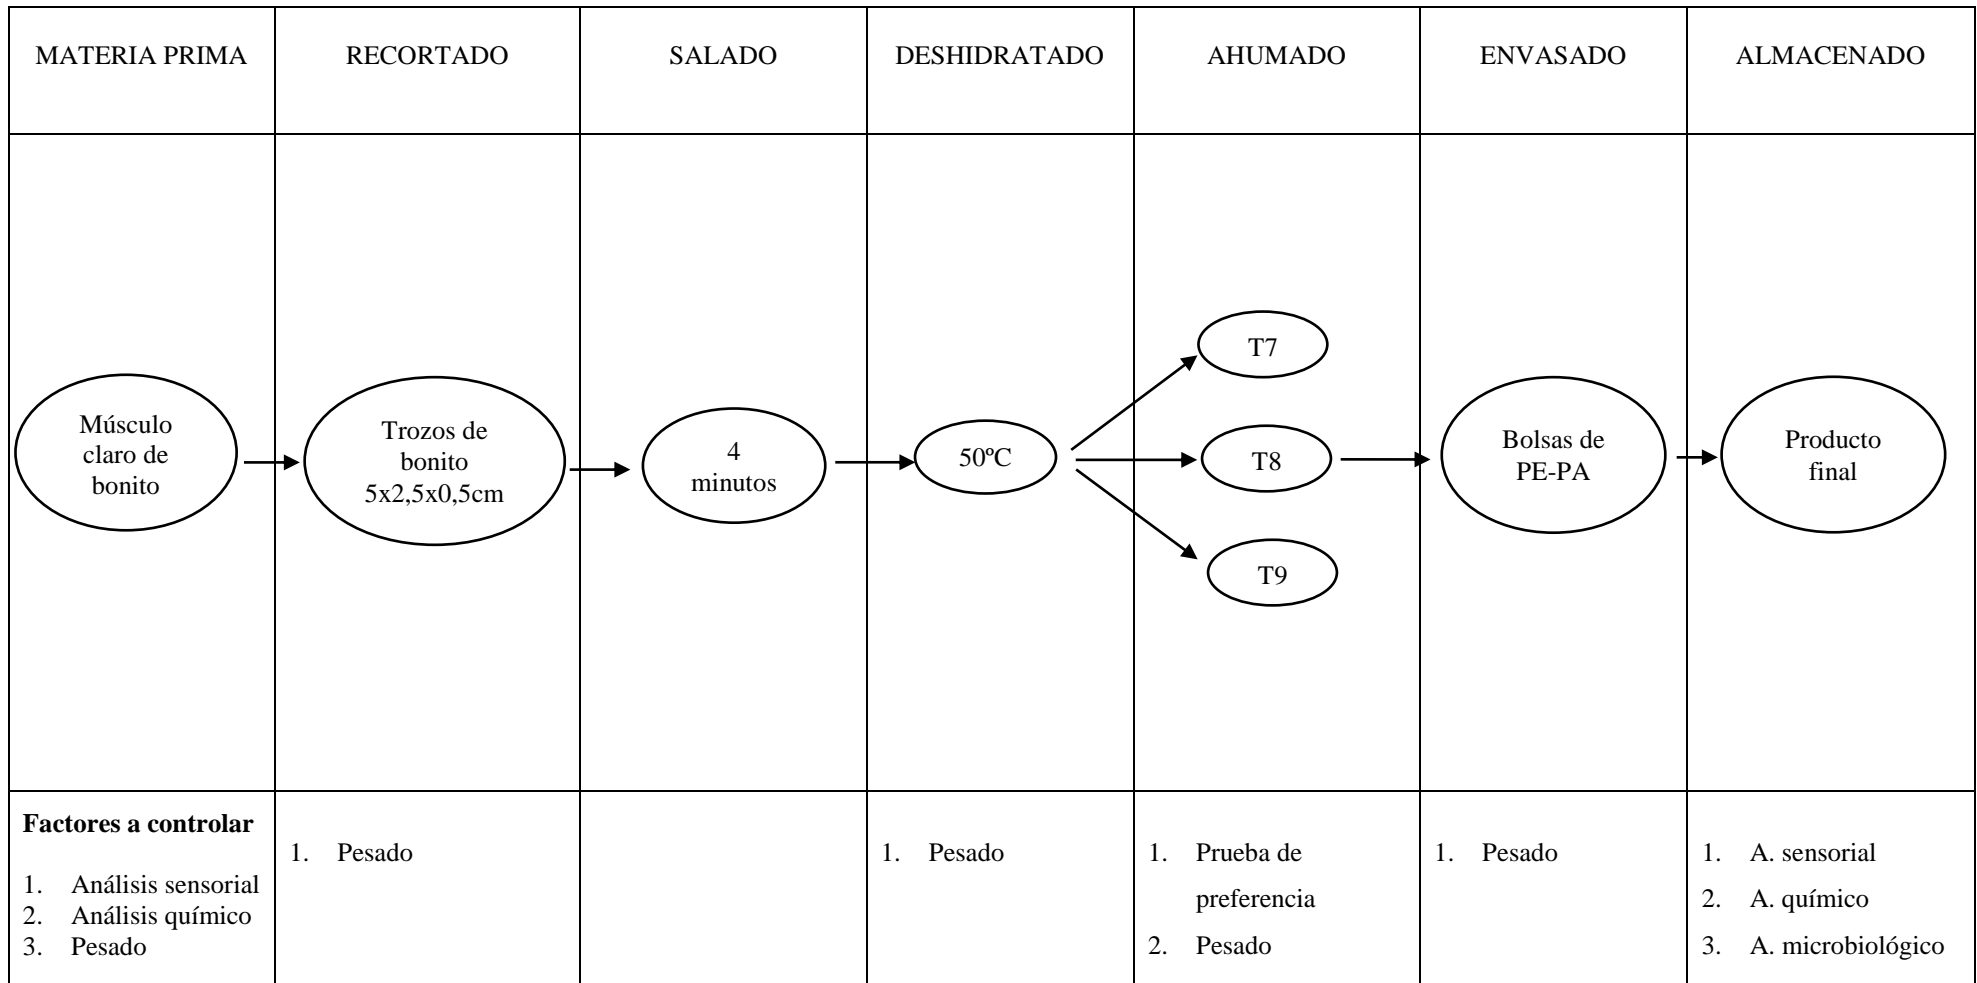 MATERIA PRIMA
RECORTADO
SALADO
DESHIDRATADO
AHUMADO
ENVASADO
ALMACENADO
Músculo
claro de
bonito
Trozos de
bonito
5x2,5x0,5cm
4
minutos
50ºC
T7
T8
T9
Bolsas de
PE-PA
Producto
final
Factores a controlar
1. Análisis sensorial
2. Análisis químico
3. Pesado
1. Pesado
1. Pesado
1. Prueba de
preferencia
2. Pesado
1. Pesado
1. A. sensorial
2. A. químico
3. A. microbiológico